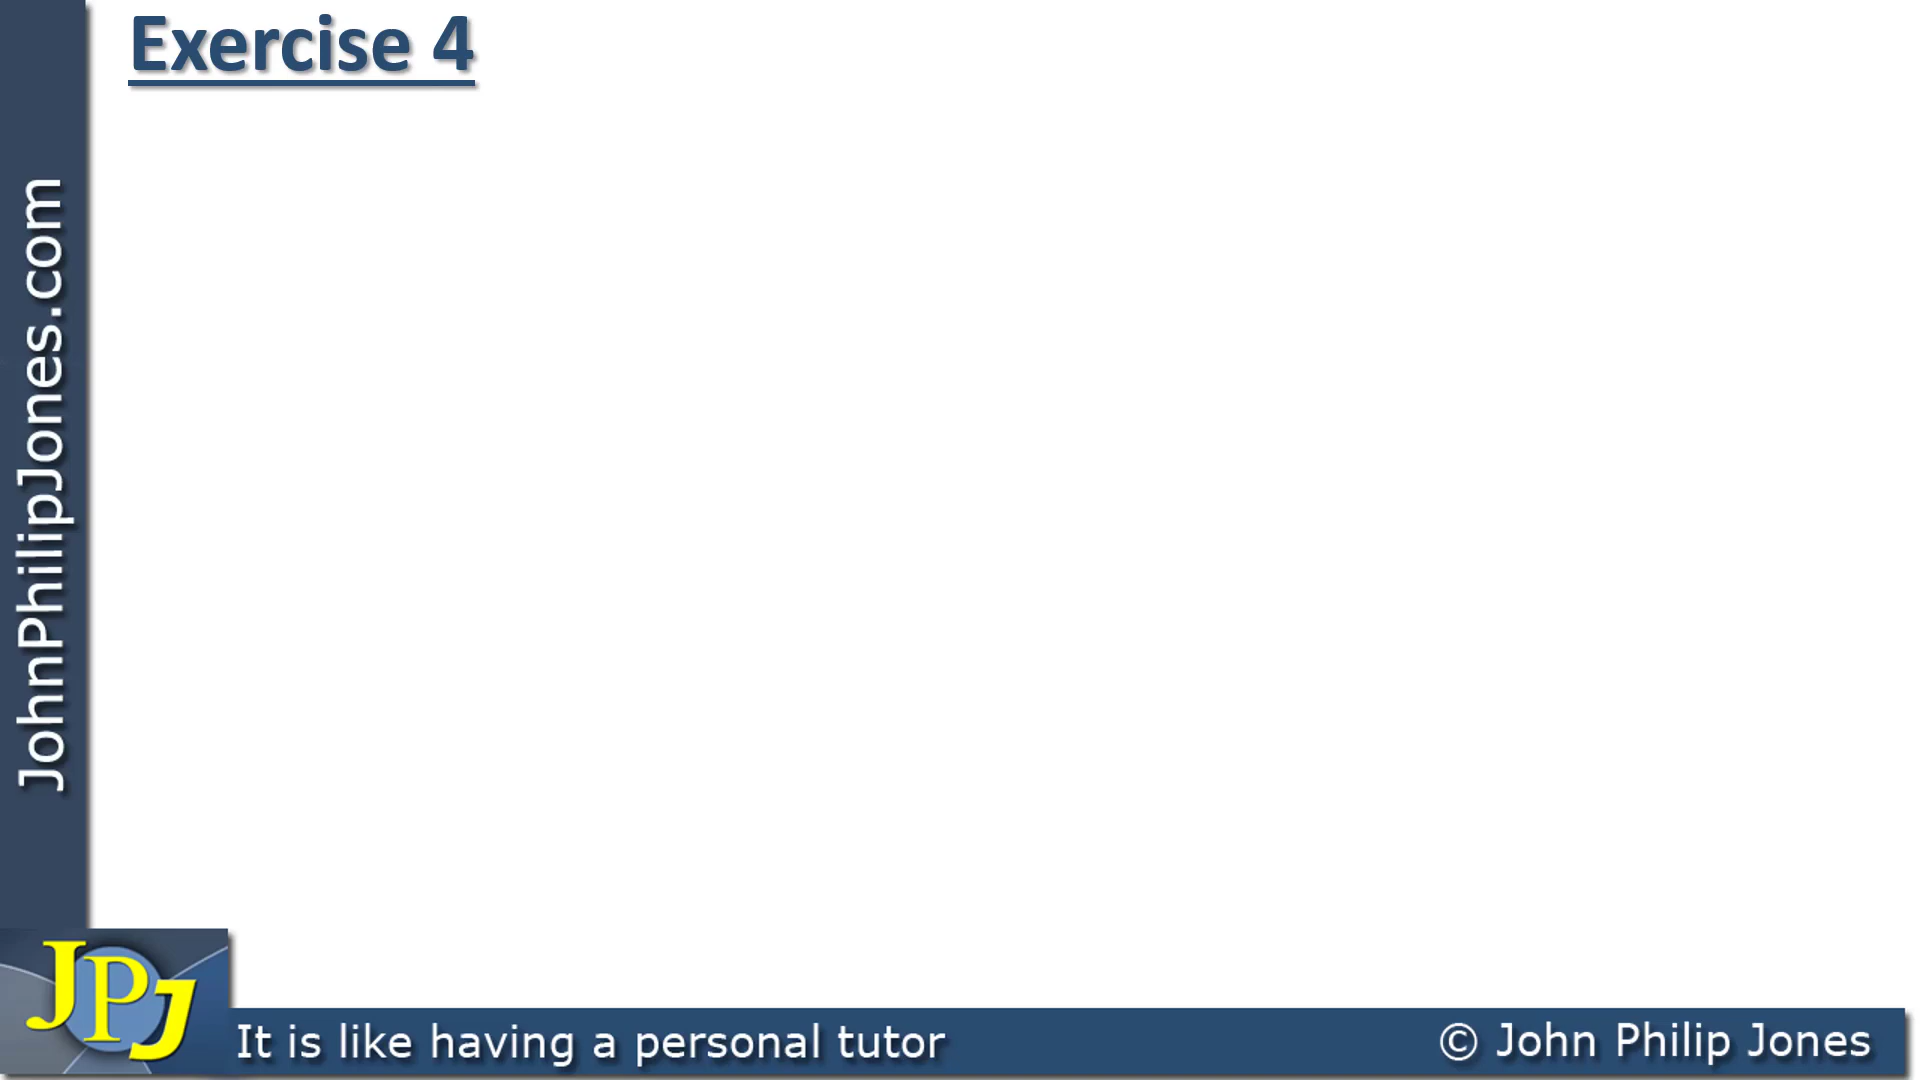 Exercise 4
JohnPhilipJones.com
JPJ
It is like having a personal tutor
© John Philip Jones